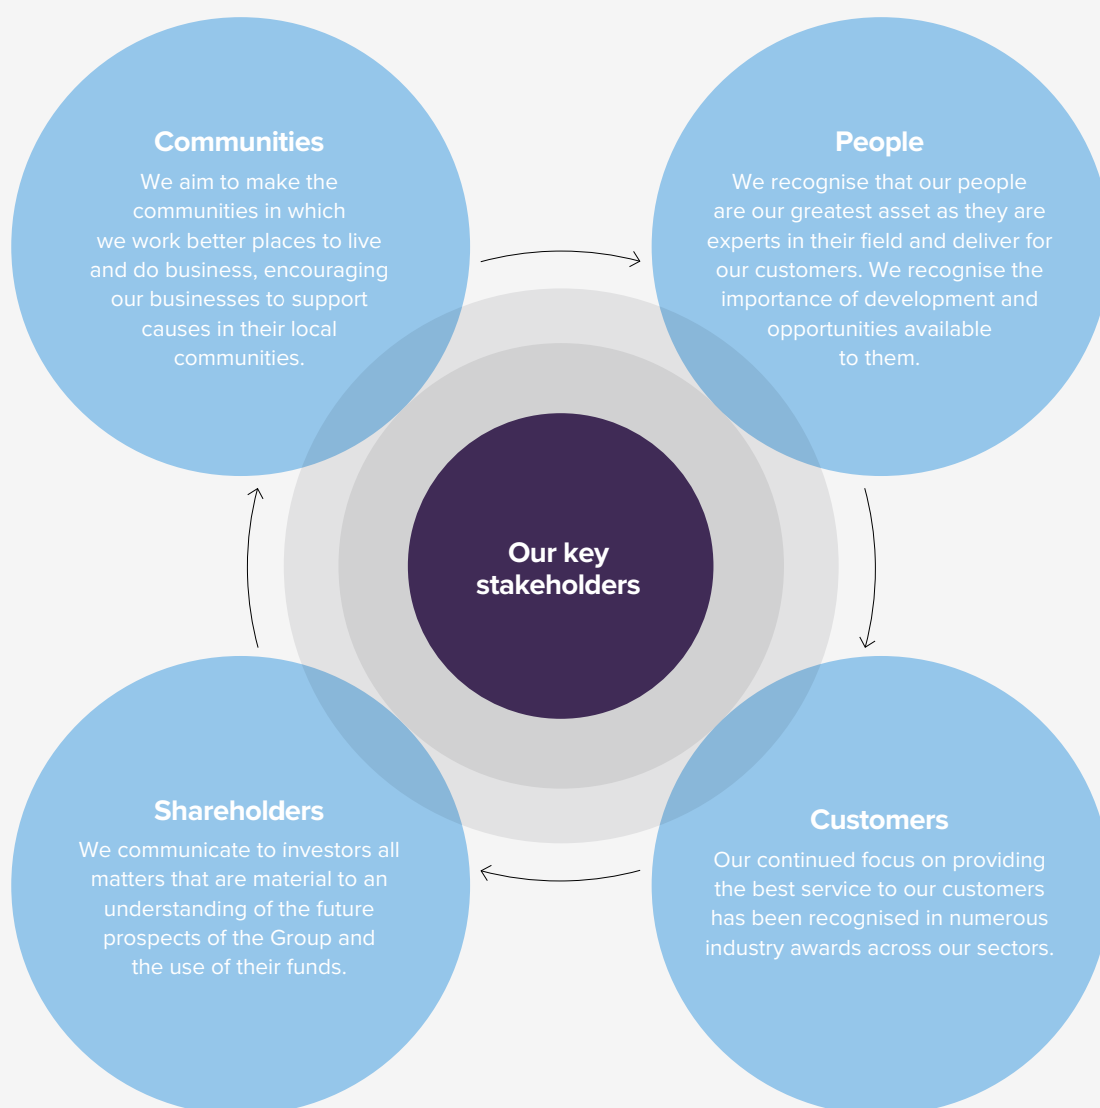 Communities
We aim to make the
communities in which
we work better places to live
and do business, encouraging
our businesses to support
causes in their local
communities.
People
We recognise that our people
are our greatest asset as they are
experts in their field and deliver for
our customers. We recognise the
importance of development and
opportunities available
to them.
Our key
stakeholders
Shareholders
We communicate to investors all
matters that are material to an
understanding of the future
prospects of the Group and
the use of their funds.
Customers
Our continued focus on providing
the best service to our customers
has been recognised in numerous
industry awards across our sectors.